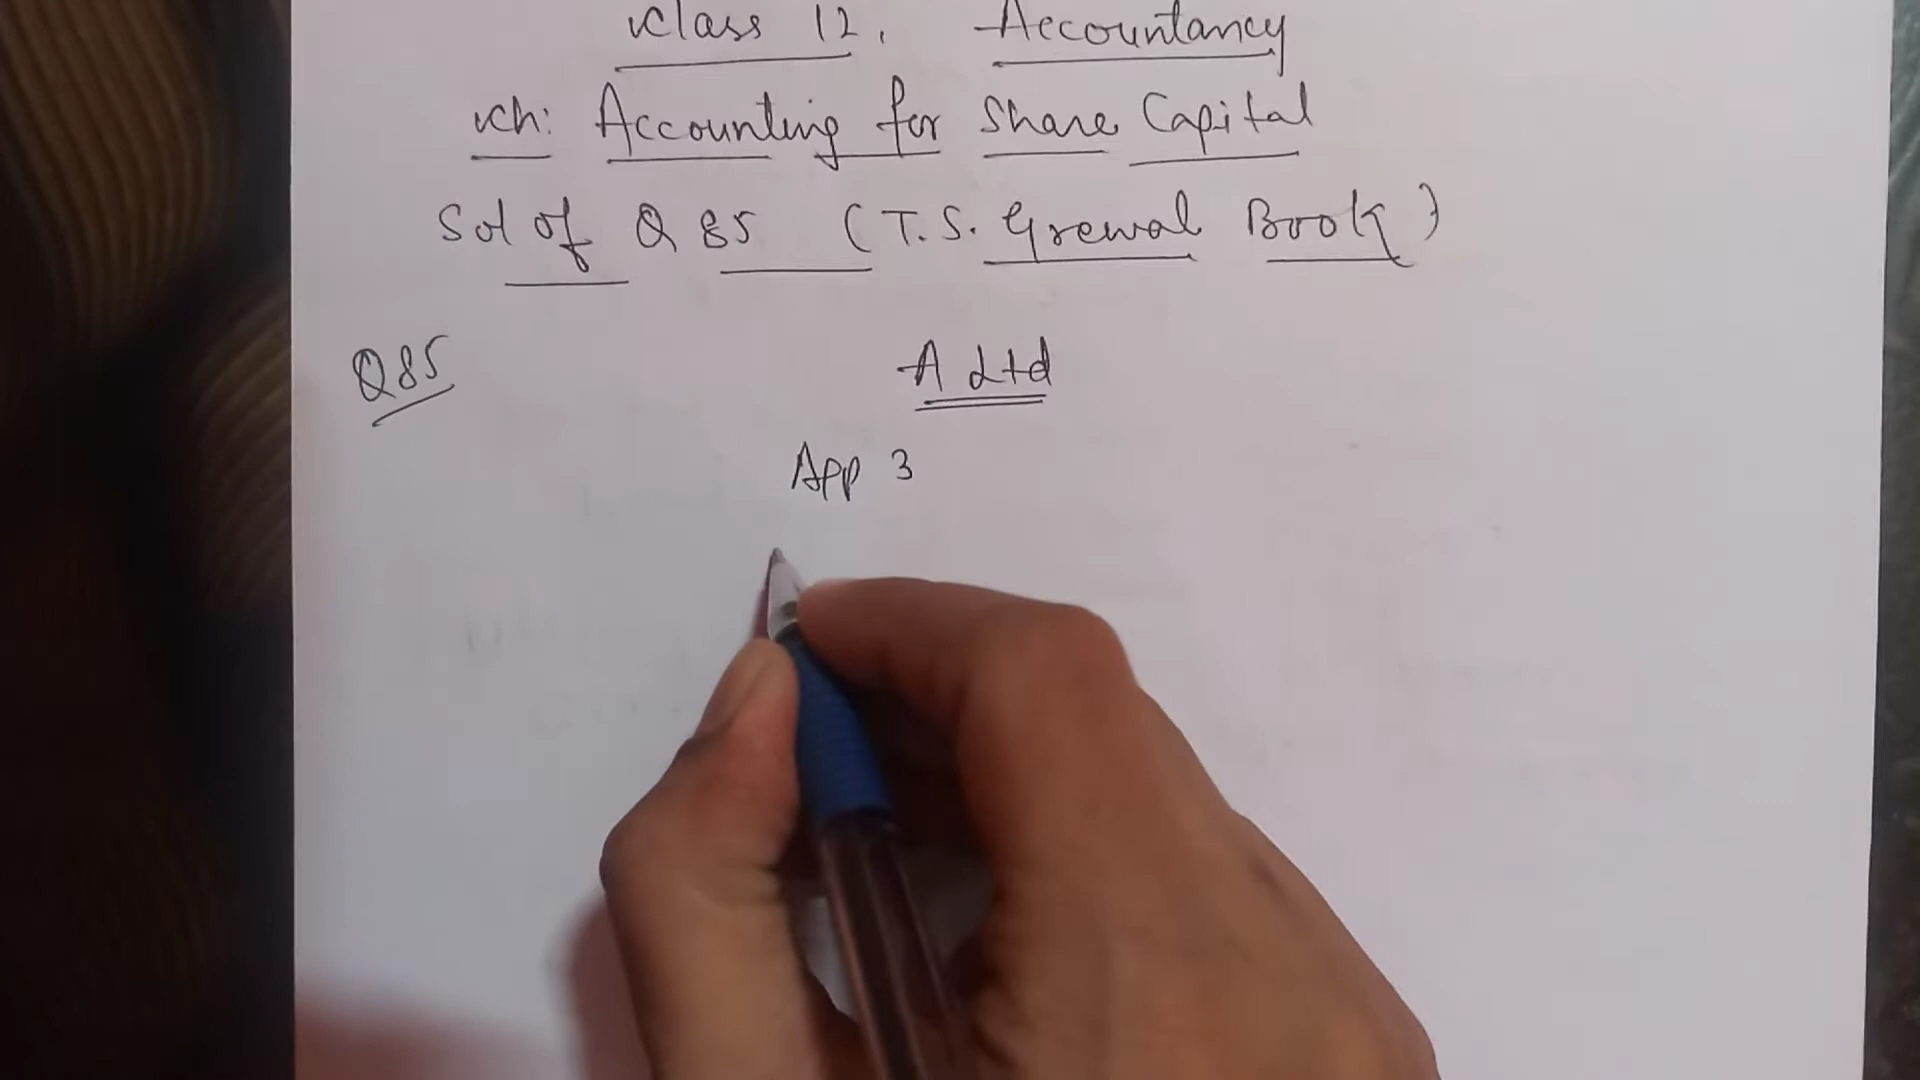 Class 12, Accountancy
ch: Accounting for Share Capital
Sol of Q 85 (T.S. Grewal Book)
Q85
A Ltd
App 3